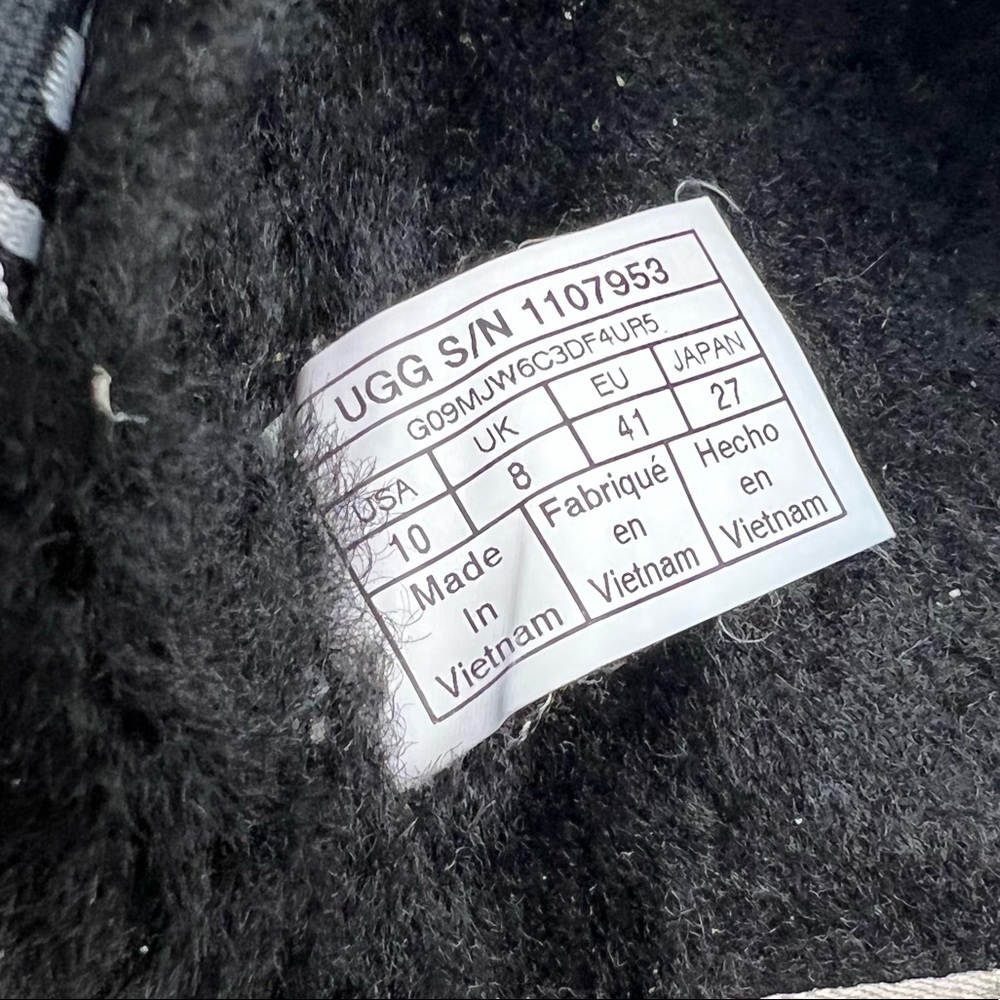 UGG S/N 1107953
G09MJW6C3DF4UR5
USA UK EU JAPAN
10 8 41 27
Made
In
Vietnam
Fabriqué
en
Vietnam
Hecho
en
Vietnam